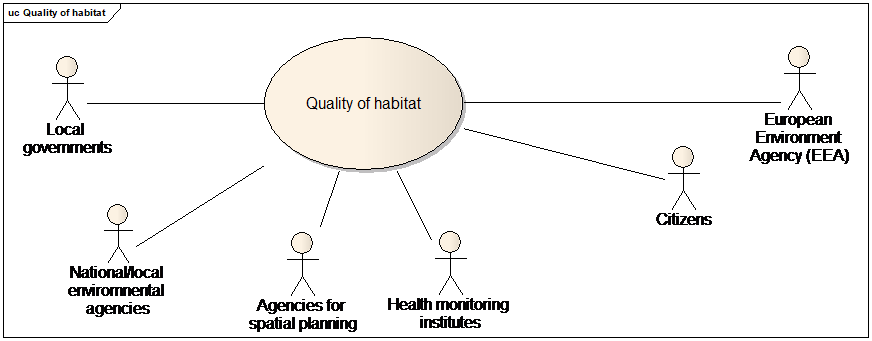 uc Quality of habitat
Quality of habitat
Local
governments
European
Environment
Agency (EEA)
Citizens
National/local
enviromnental
agencies
Agencies for
spatial planning
Health monitoring
institutes